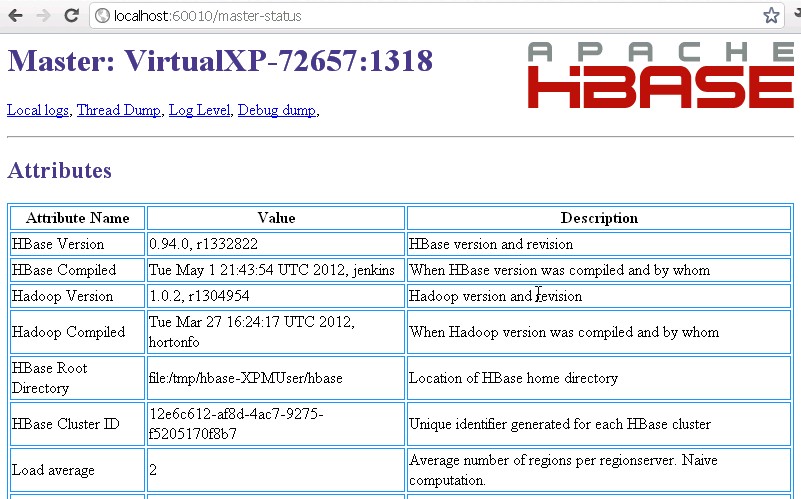 localhost:60010/master-status
Master: VirtualXP-72657:1318
APACHE
HBASE
Local logs, Thread Dump, Log Level, Debug dump,
Attributes
Attribute Name Value Description
HBase Version 0.94.0, r1332822 HBase version and revision
HBase Compiled Tue May 1 21:43:54 UTC 2012, jenkins When HBase version was compiled and by whom
Hadoop Version 1.0.2, r1304954 Hadoop version and revision
Hadoop Compiled Tue Mar 27 16:24:17 UTC 2012, When Hadoop version was compiled and by whom
hortonfo
HBase Root
Directory file:/tmp/hbase-XPMUser/hbase Location of HBase home directory
HBase Cluster ID 12e6c612-af8d-4ac7-9275- Unique identifier generated for each HBase cluster
f5205170f8b7
Load average 2 Average number of regions per regionserver. Naive
computation.